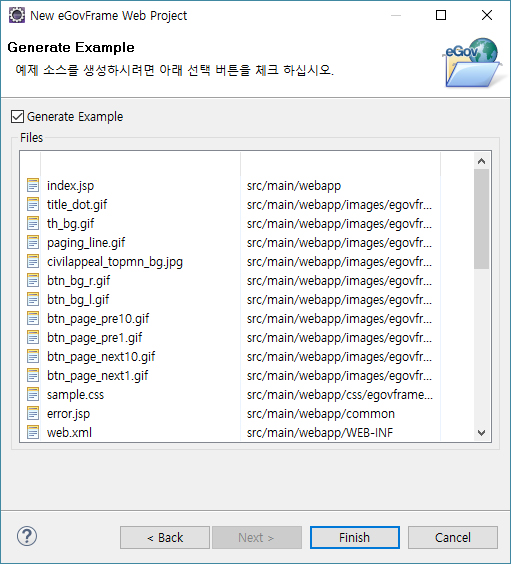 New eGovFrame Web Project
Generate Example
예제 소스를 생성하시려면 아래 선택 버튼을 체크 하십시오.
eGov
Generate Example
Files
index.jsp src/main/webapp
title_dot.gif src/main/webapp/images/egovfr...
th_bg.gif src/main/webapp/images/egovfr...
paging_line.gif src/main/webapp/images/egovfr...
civilappeal_topmn_bg.jpg src/main/webapp/images/egovfr...
btn_bg_r.gif src/main/webapp/images/egovfr...
btn_bg_l.gif src/main/webapp/images/egovfr...
btn_page_pre10.gif src/main/webapp/images/egovfr...
btn_page_pre1.gif src/main/webapp/images/egovfr...
btn_page_next10.gif src/main/webapp/images/egovfr...
btn_page_next1.gif src/main/webapp/images/egovfr...
sample.css src/main/webapp/css/egovframe...
error.jsp src/main/webapp/common
web.xml src/main/webapp/WEB-INF
? < Back Next > Finish Cancel